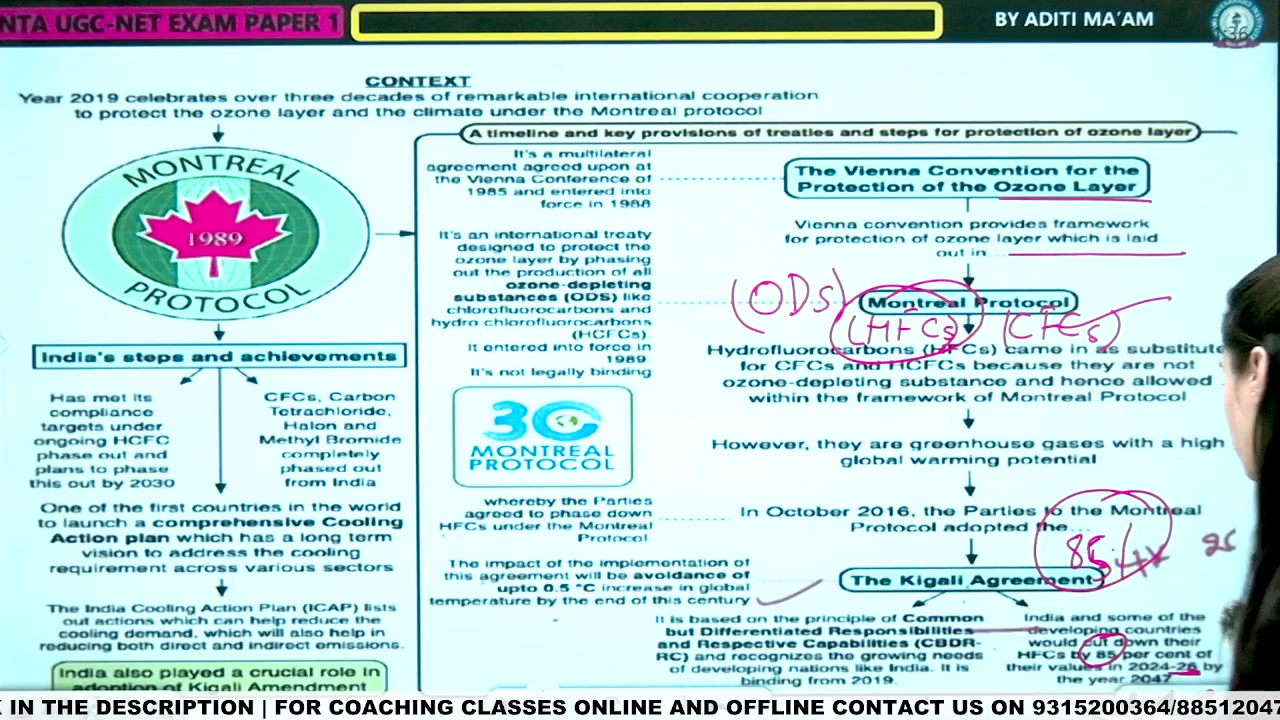 NTA UGC-NET EXAM PAPER 1
BY ADITI MA'AM
36
CONTEXT
Year 2019 celebrates over three decades of remarkable international cooperation
to protect the ozone layer and the climate under the Montreal protocol
MONTREAL
1989
PROTOCOL
India's steps and achievements
Has met its
compliance
targets under
ongoing HCFC
phase out and
plans to phase
this out by 2030
CFCs, Carbon
Tetrachloride,
Halon and
Methyl Bromide
completely
phased out
from India
One of the first countries in the world
to launch a comprehensive Cooling
Action plan which has a long term
vision to address the cooling
requirement across various sectors
The India Cooling Action Plan (ICAP) lists
out actions which can help reduce the
cooling demand, which will also help in
reducing both direct and indirect emissions.
India also played a crucial role in
adoption of Kigali Amendment
A timeline and key provisions of treaties and steps for protection of ozone layer
It's a multilateral
agreement agreed upon at
the Vienna Conference of
1985 and entered into
force in 1988
The Vienna Convention for the
Protection of the Ozone Layer
Vienna convention provides framework
for protection of ozone layer which is laid
out in...
It's an international treaty
designed to protect the
ozone layer by phasing
out the production of all
ozone-depleting
substances (ODS) like
chlorofluorocarbons and
hydro chlorofluorocarbons
(HCFCs)
It entered into force in
1989.
It's not legally binding
(ODS)
Montreal Protocol
(HFCs) (CFCs)
Hydrofluorocarbons (HFCs) came in as substitute
for CFCs and HCFCs because they are not
ozone-depleting substance and hence allowed
within the framework of Montreal Protocol
30
MONTREAL
PROTOCOL
However, they are greenhouse gases with a high
global warming potential
whereby the Parties
agreed to phase down
HFCs under the Montreal
Protocol
In October 2016, the Parties to the Montreal
Protocol adopted the...
85
The impact of the implementation of
this agreement will be avoidance of
upto 0.5 °C increase in global
temperature by the end of this century
The Kigali Agreement
It is based on the principle of Common
but Differentiated Responsibilities
and Respective Capabilities (CBDR-
RC) and recognizes the growing needs
of developing nations like India. It is
binding from 2019.
India and some of the
developing countries
would cut down their
HFCs by 85 per cent of
their values in 2024-26 by
the year 2047
IN THE DESCRIPTION | FOR COACHING CLASSES ONLINE AND OFFLINE CONTACT US ON 9315200364/88512047